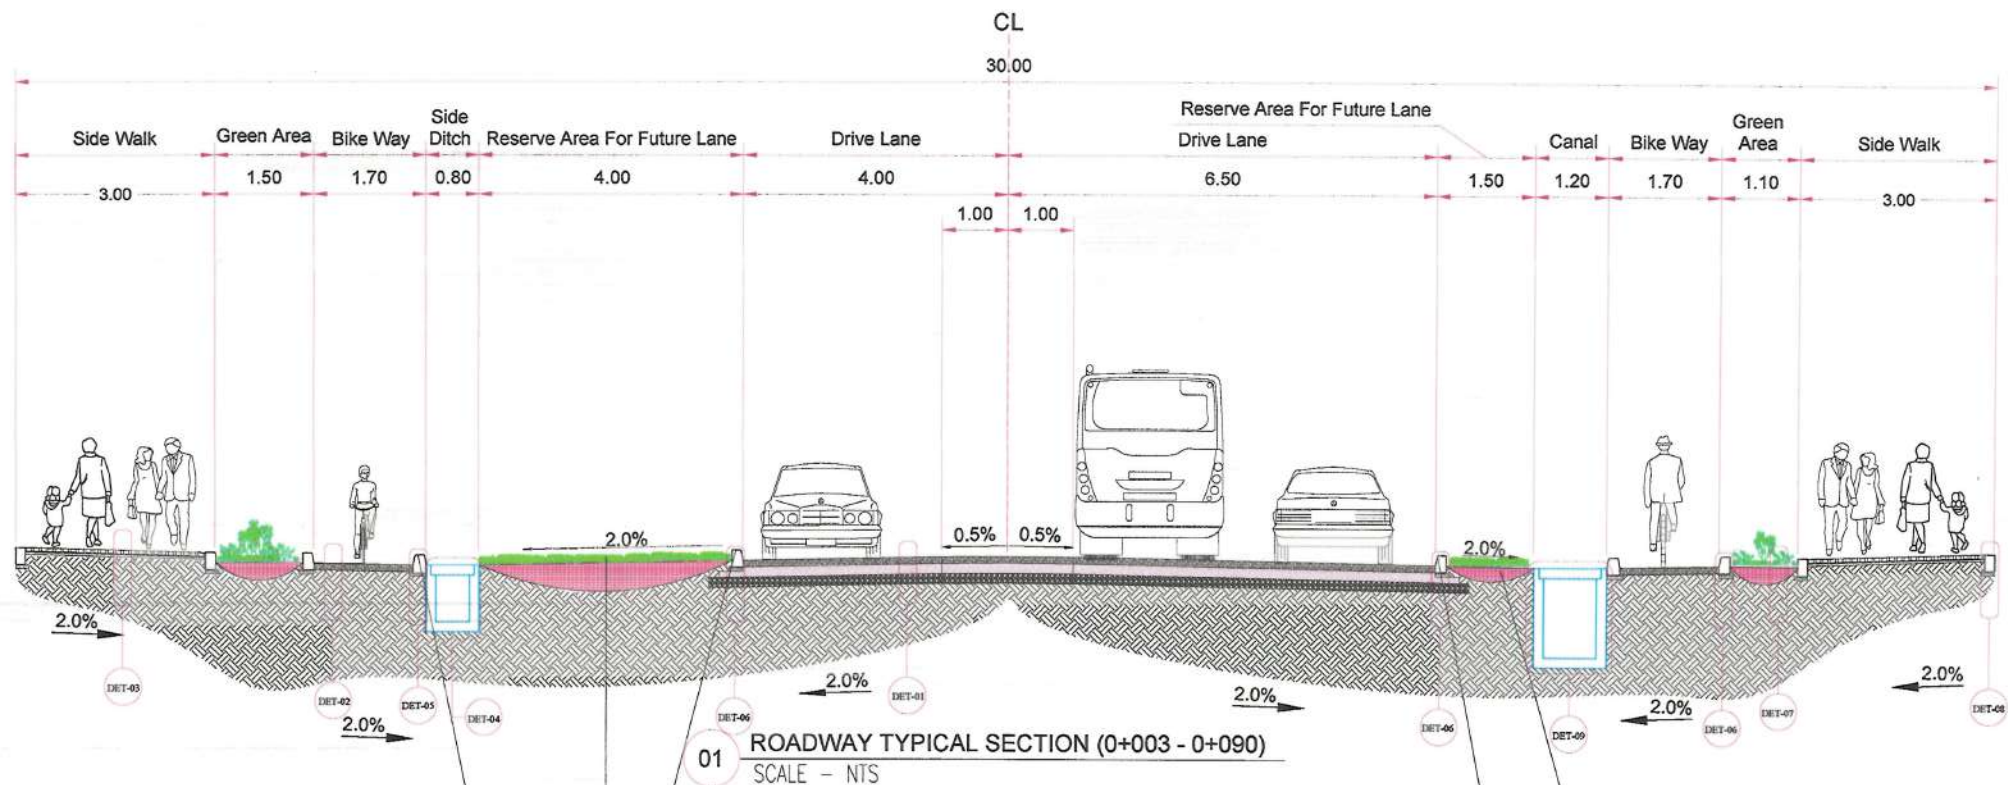 CL
30.00
Reserve Area For Future Lane
Side Walk
Green Area
Bike Way
Side
Ditch
Reserve Area For Future Lane
Drive Lane
Drive Lane
Canal
Bike Way
Green
Area
Side Walk
3.00
1.50
1.70
0.80
4.00
4.00
6.50
1.50
1.20
1.70
1.10
3.00
1.00
1.00
2.0%
0.5%
0.5%
2.0%
2.0%
2.0%
2.0%
2.0%
2.0%
2.0%
DET-03
DET-02
DET-05
DET-04
DET-06
DET-01
DET-06
DET-09
DET-06
DET-07
DET-08
01
ROADWAY TYPICAL SECTION (0+003 - 0+090)
SCALE - NTS